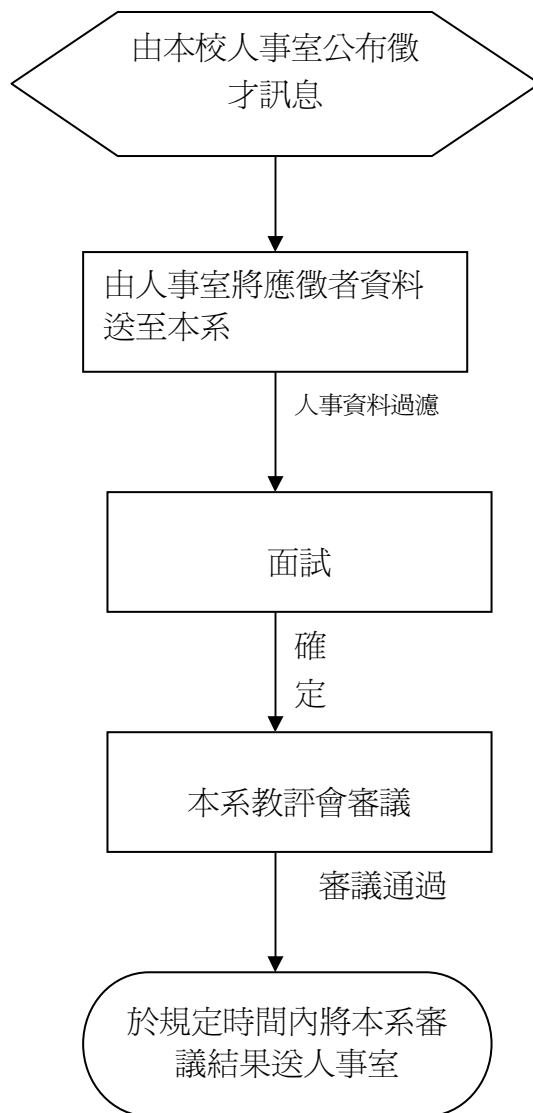 由本校人事室公布徵
才訊息
由人事室將應徵者資料
送至本系
人事資料過濾
面試
確
定
本系教評會審議
審議通過
於規定時間內將本系審
議結果送人事室